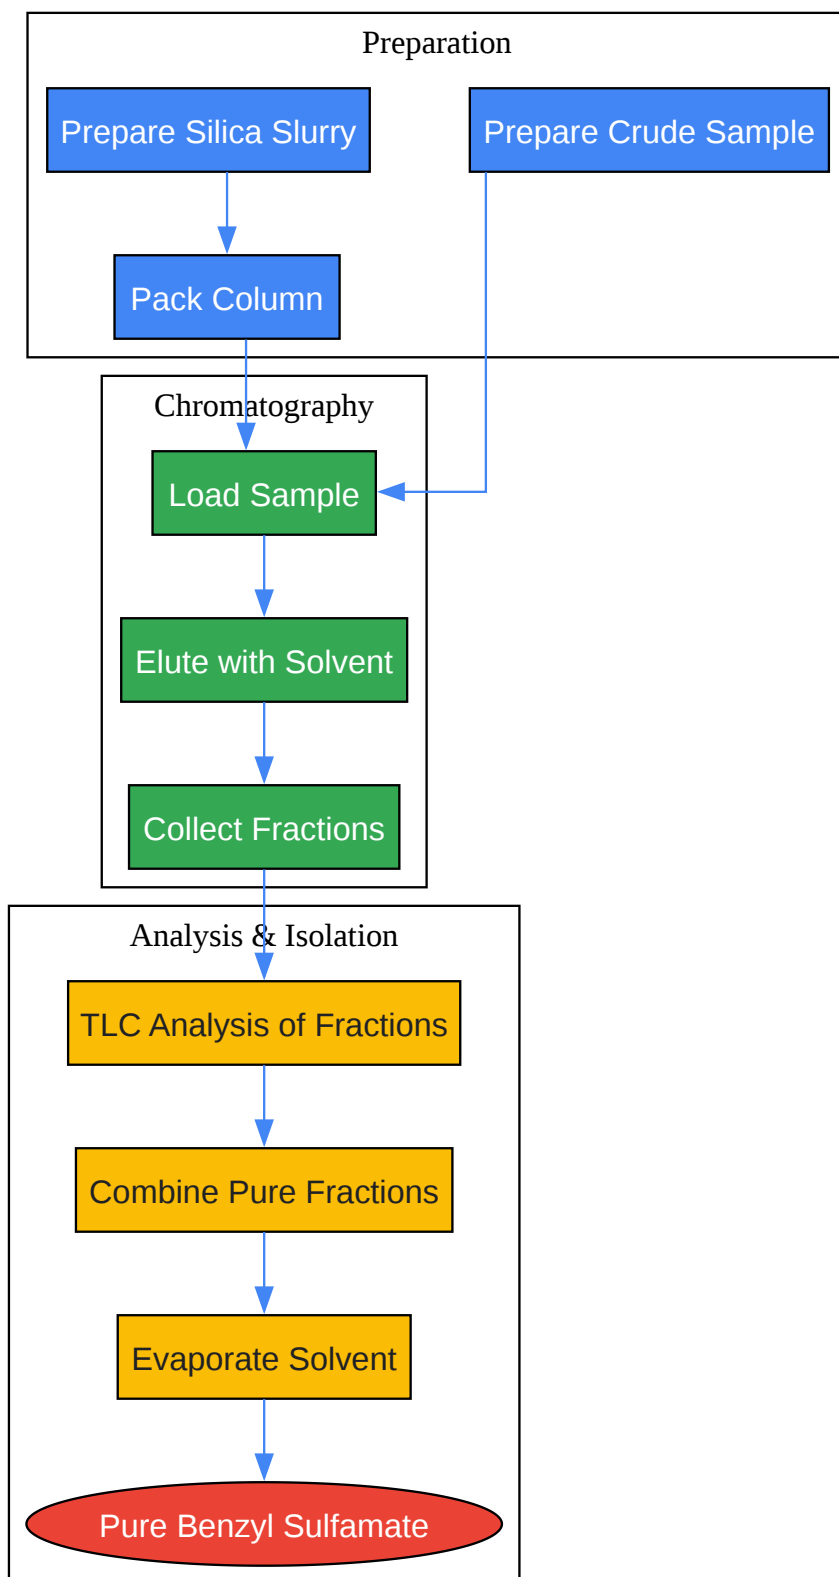 Preparation
Prepare Silica Slurry
Prepare Crude Sample
Pack Column
Chromatography
Load Sample
Elute with Solvent
Collect Fractions
Analysis & Isolation
TLC Analysis of Fractions
Combine Pure Fractions
Evaporate Solvent
Pure Benzyl Sulfamate